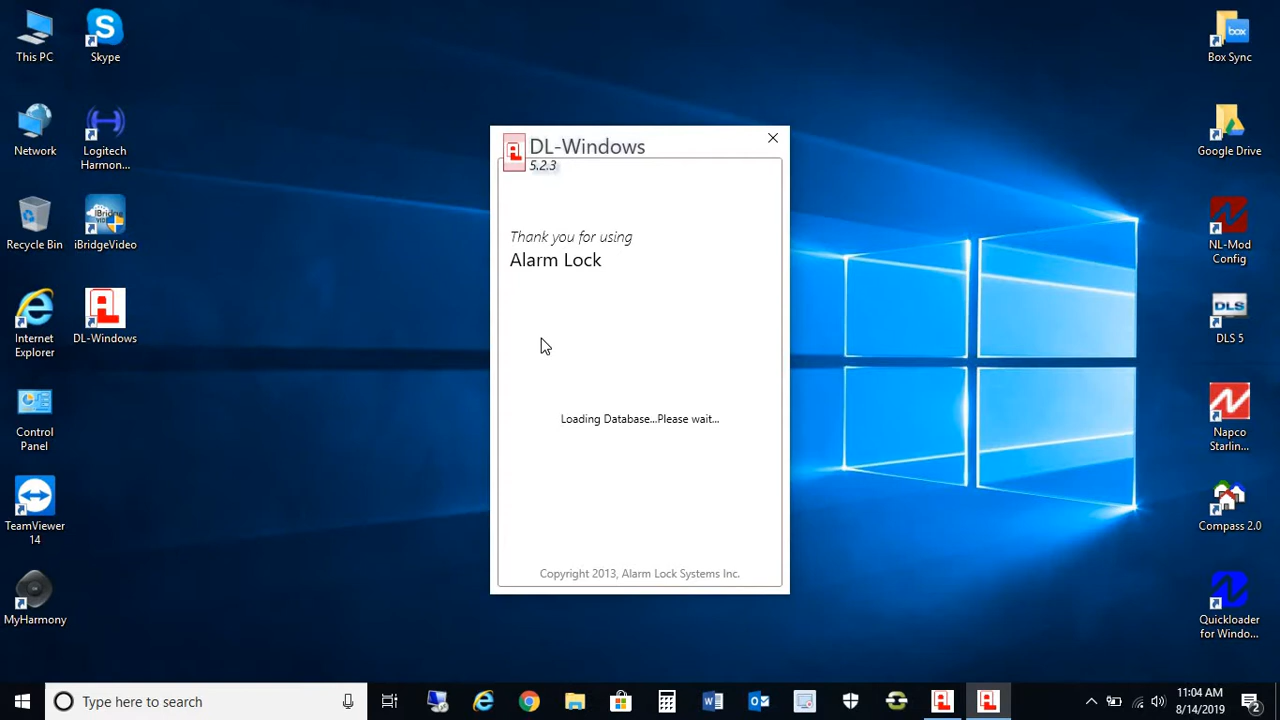 This PC
Skype
Network
Logitech
Harmon...
Recycle Bin
iBridge
iBridgeVideo
Internet
Explorer
DL-Windows
Control
Panel
TeamViewer
14
MyHarmony
DL-Windows
5.2.3
Thank you for using
Alarm Lock
Loading Database...Please wait...
Copyright 2013, Alarm Lock Systems Inc.
box
Box Sync
Google Drive
NL-Mod
Config
DLS
DLS 5
Napco
Starlin...
Compass 2.0
Quickloader
for Windo...
Type here to search
11:04 AM
8/14/2019
2